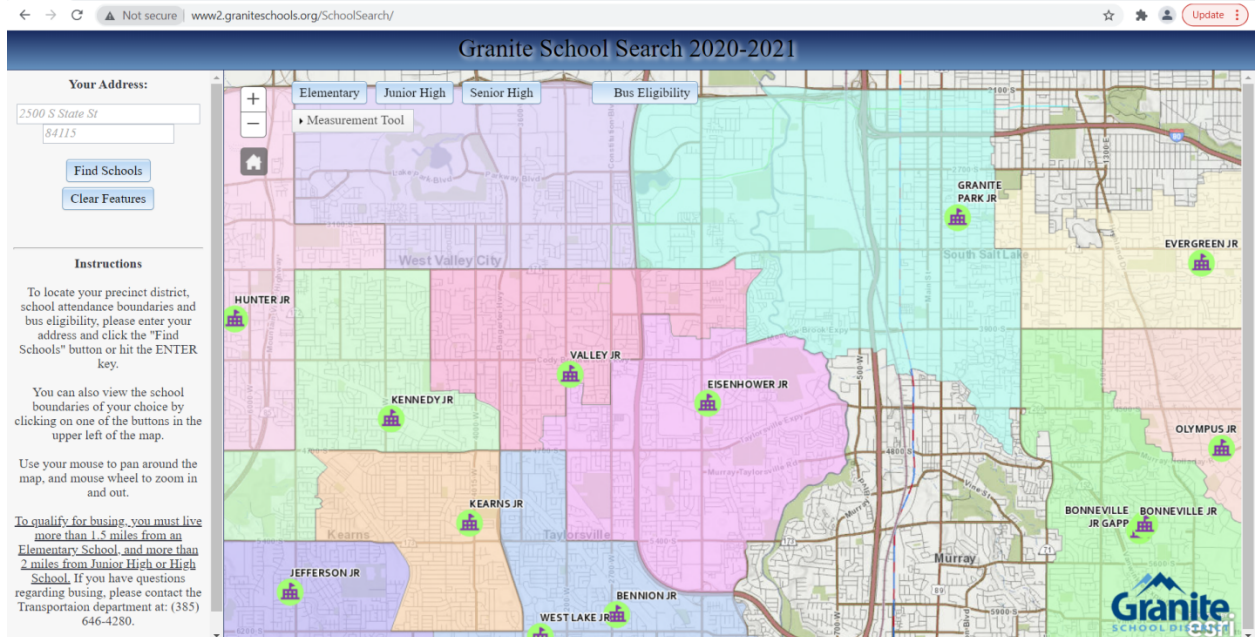 Not secure
www2.graniteschools.org/SchoolSearch/
Update
Granite School Search 2020-2021
Your Address:
2500 S State St
84115
Find Schools
Clear Features
Instructions
To locate your precinct district,
school attendance boundaries and
bus eligibility, please enter your
address and click the "Find
Schools" button or hit the ENTER
key.
You can also view the school
boundaries of your choice by
clicking on one of the buttons in the
upper left of the map.
Use your mouse to pan around the
map, and mouse wheel to zoom in
and out.
To qualify for busing, you must live
more than 1.5 miles from an
Elementary School, and more than
2 miles from Junior High or High
School. If you have questions
regarding busing, please contact the
Transportaion department at: (385)
646-4280.
+
−
Elementary
Junior High
Senior High
Bus Eligibility
Measurement Tool
2100 S
GRANITE
PARK JR
EVERGREEN JR
West Valley City
South Salt Lake
HUNTER JR
VALLEY JR
EISENHOWER JR
KENNEDY JR
500 W
OLYMPUS JR
4800 S
KEARNS JR
Vine St
BONNEVILLE
JR GAPP
BONNEVILLE JR
Kearns
Taylorsville
Murray
JEFFERSON JR
BENNION JR
WEST LAKE JR
5900 S
Granite
SCHOOL DISTRICT
esri